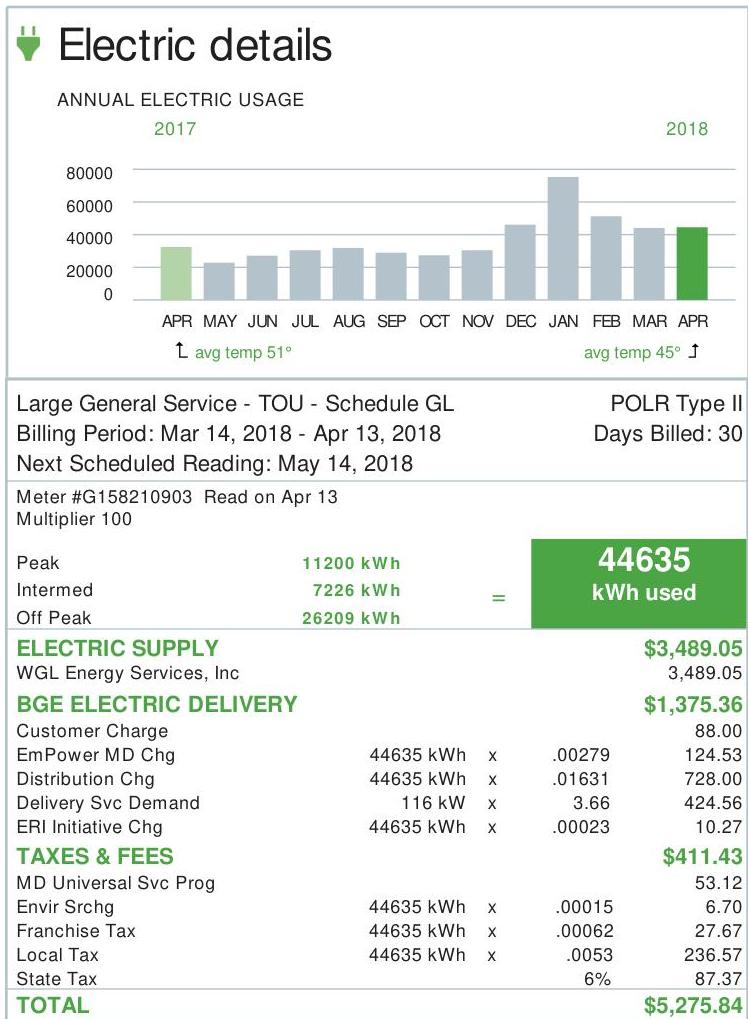 Electric details
ANNUAL ELECTRIC USAGE
2017 2018
80000
60000
40000
20000
0
APR MAY JUN JUL AUG SEP OCT NOV DEC JAN FEB MAR APR
avg temp 51° avg temp 45°
Large General Service - TOU - Schedule GL POLR Type II
Billing Period: Mar 14, 2018 - Apr 13, 2018 Days Billed: 30
Next Scheduled Reading: May 14, 2018
Meter #G158210903 Read on Apr 13
Multiplier 100
Peak 11200 kWh
Intermed 7226 kWh
Off Peak 26209 kWh
= 44635
kWh used
ELECTRIC SUPPLY $3,489.05
WGL Energy Services, Inc 3,489.05
BGE ELECTRIC DELIVERY $1,375.36
Customer Charge 88.00
EmPower MD Chg 44635 kWh x .00279 124.53
Distribution Chg 44635 kWh x .01631 728.00
Delivery Svc Demand 116 kW x 3.66 424.56
ERI Initiative Chg 44635 kWh x .00023 10.27
TAXES & FEES $411.43
MD Universal Svc Prog 53.12
Envir Srchg 44635 kWh x .00015 6.70
Franchise Tax 44635 kWh x .00062 27.67
Local Tax 44635 kWh x .0053 236.57
State Tax 6% 87.37
TOTAL $5,275.84